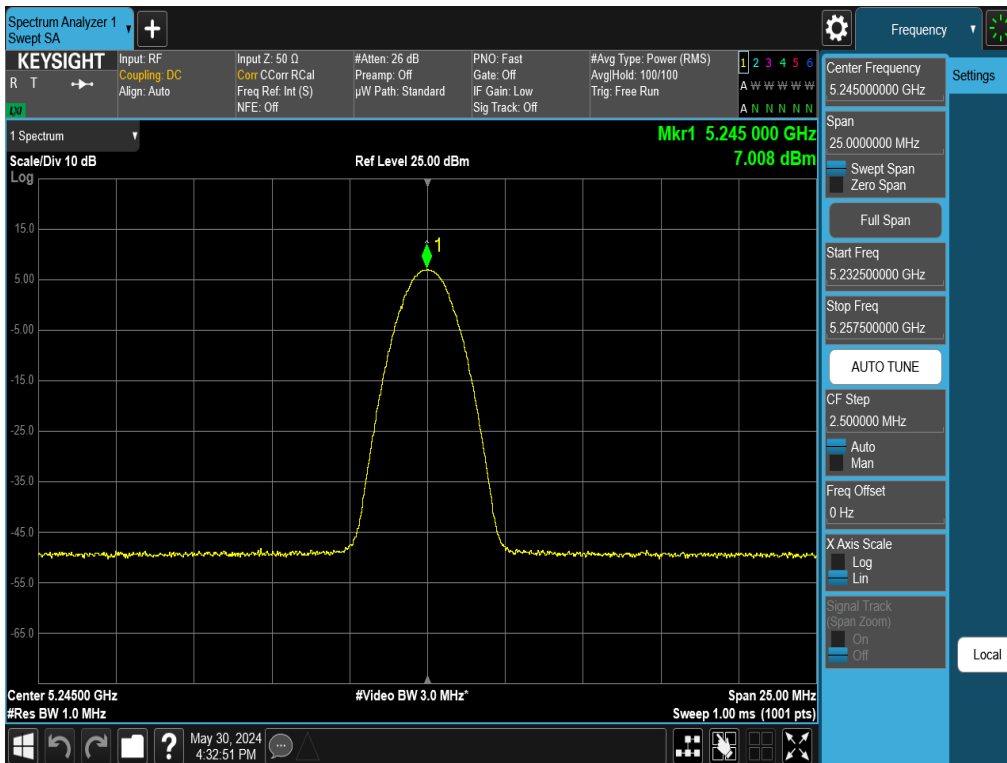 Spectrum Analyzer 1
Swept SA
Frequency
KEYSIGHT
R T
LXI
Input: RF
Coupling: DC
Align: Auto
Input Z: 50 Ω
Corr CCorr RCal
Freq Ref: Int (S)
NFE: Off
#Atten: 26 dB
Preamp: Off
µW Path: Standard
PNO: Fast
Gate: Off
IF Gain: Low
Sig Track: Off
#Avg Type: Power (RMS)
Avg|Hold: 100/100
Trig: Free Run
1 2 3 4 5 6
A W W W W W
A N N N N N
1 Spectrum
Scale/Div 10 dB
Log
Ref Level 25.00 dBm
Mkr1 5.245 000 GHz
7.008 dBm
1
15.0
5.00
-5.00
-15.0
-25.0
-35.0
-45.0
-55.0
-65.0
Center 5.24500 GHz
#Res BW 1.0 MHz
#Video BW 3.0 MHz*
Span 25.00 MHz
Sweep 1.00 ms (1001 pts)
Center Frequency
5.245000000 GHz
Span
25.0000000 MHz
Swept Span
Zero Span
Full Span
Start Freq
5.232500000 GHz
Stop Freq
5.257500000 GHz
AUTO TUNE
CF Step
2.500000 MHz
Auto
Man
Freq Offset
0 Hz
X Axis Scale
Log
Lin
Signal Track
(Span Zoom)
On
Off
Settings
Local
?
May 30, 2024
4:32:51 PM